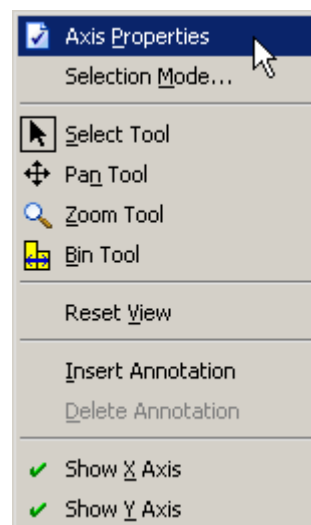 Axis Properties
Selection Mode...
Select Tool
Pan Tool
Zoom Tool
Bin Tool
Reset View
Insert Annotation
Delete Annotation
Show X Axis
Show Y Axis